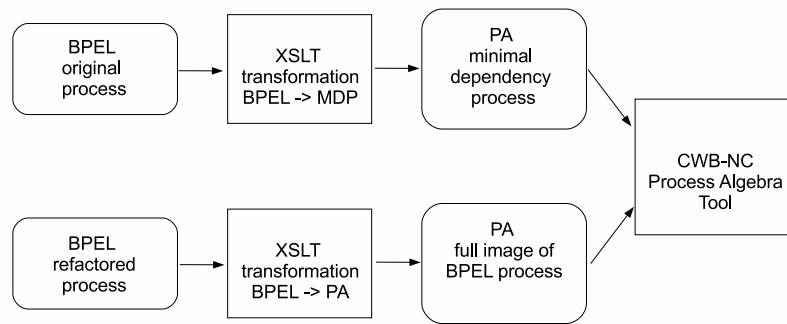 BPEL
original
process
XSLT
transformation
BPEL -> MDP
PA
minimal
dependency
process
CWB-NC
Process Algebra
Tool
BPEL
refactored
process
XSLT
transformation
BPEL -> PA
PA
full image of
BPEL process